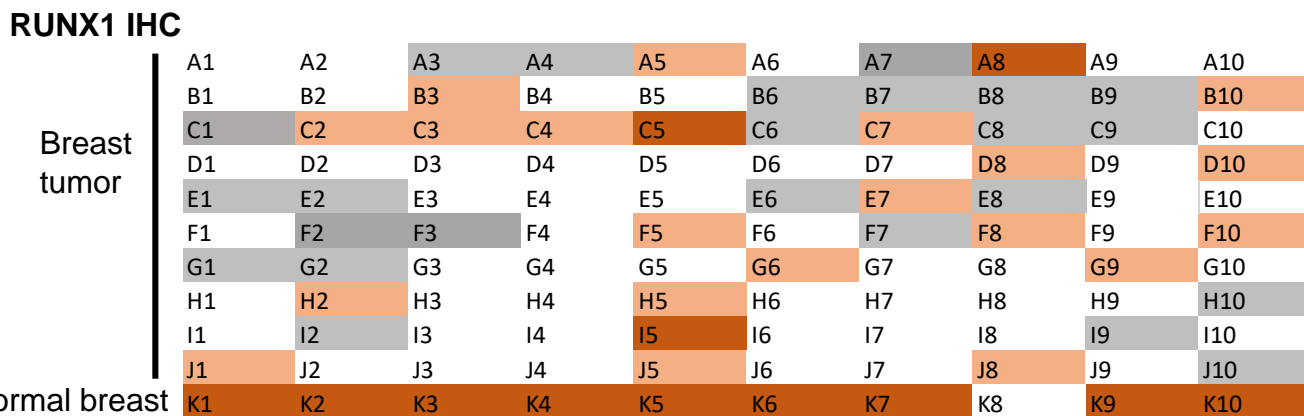 RUNX1 IHC
A1 A2 A3 A4 A5 A6 A7 A8 A9 A10
B1 B2 B3 B4 B5 B6 B7 B8 B9 B10
C1 C2 C3 C4 C5 C6 C7 C8 C9 C10
Breast
tumor
D1 D2 D3 D4 D5 D6 D7 D8 D9 D10
E1 E2 E3 E4 E5 E6 E7 E8 E9 E10
F1 F2 F3 F4 F5 F6 F7 F8 F9 F10
G1 G2 G3 G4 G5 G6 G7 G8 G9 G10
H1 H2 H3 H4 H5 H6 H7 H8 H9 H10
I1 I2 I3 I4 I5 I6 I7 I8 I9 I10
J1 J2 J3 J4 J5 J6 J7 J8 J9 J10
ormal breast K1 K2 K3 K4 K5 K6 K7 K8 K9 K10